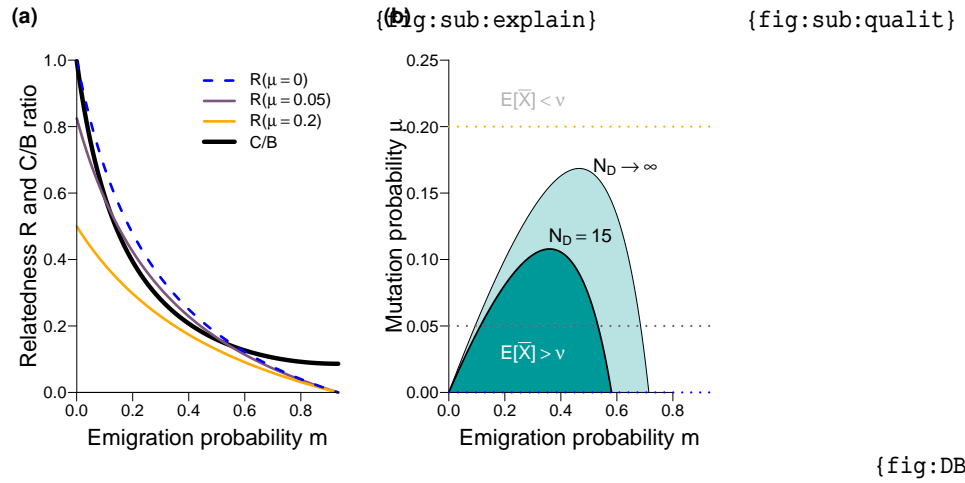 (a)
(b)
{fig:sub:explain}
{fig:sub:qualit}
Relatedness R and C/B ratio
1.0
0.8
0.6
0.4
0.2
0.0
R(μ = 0)
R(μ = 0.05)
R(μ = 0.2)
C/B
0.0 0.2 0.4 0.6 0.8
Emigration probability m
Mutation probability μ
0.25
0.20
0.15
0.10
0.05
0.00
E[X̅] < ν
N_D → ∞
N_D = 15
E[X̅] > ν
0.0 0.2 0.4 0.6 0.8
Emigration probability m
{fig:DB